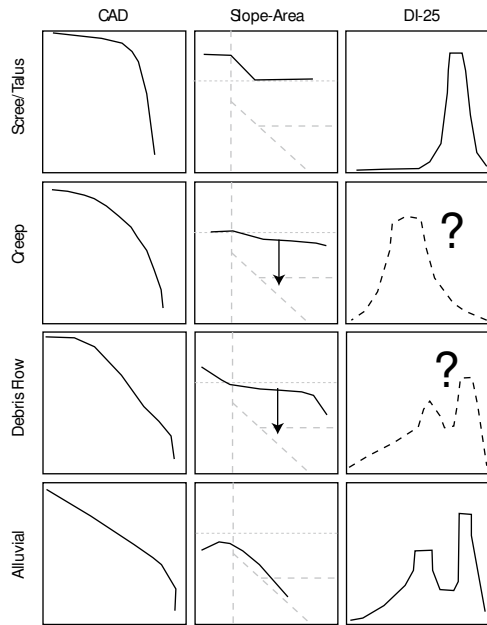 CAD Slope-Area DI-25
Scree/Talus
Creep
?
Debris Flow
?
Alluvial